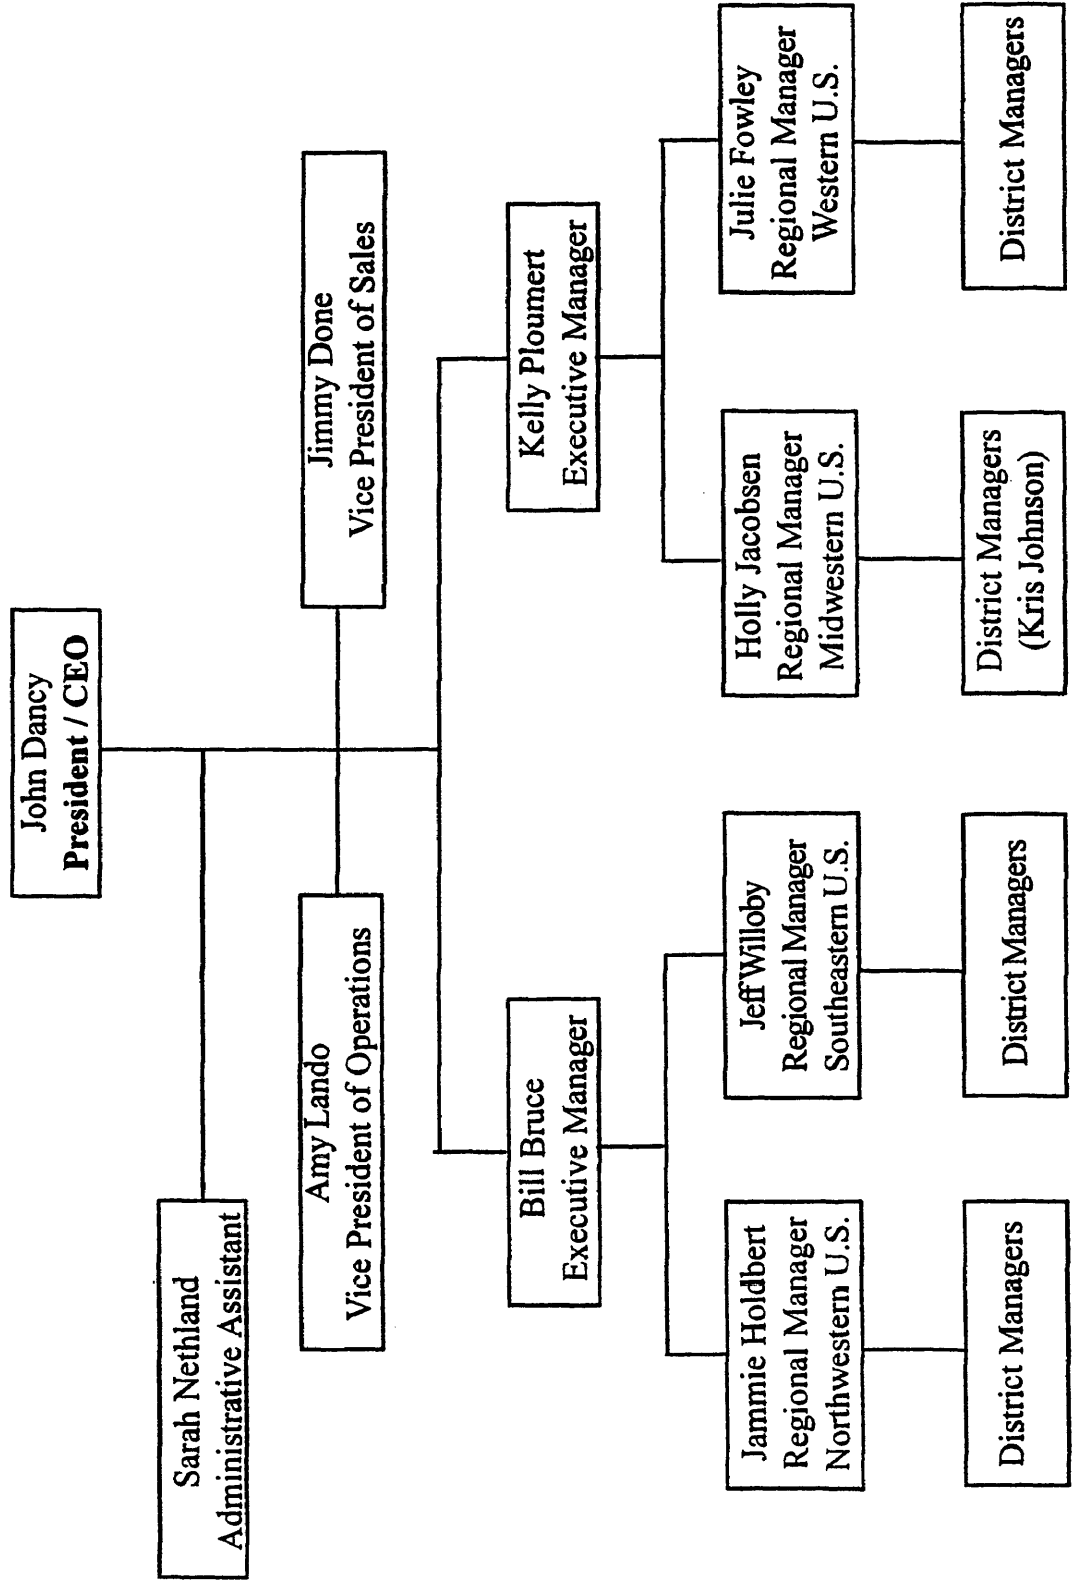 John Dancy
President / CEO
Sarah Nethland
Administrative Assistant
Amy Lando
Vice President of Operations
Jimmy Done
Vice President of Sales
Bill Bruce
Executive Manager
Kelly Ploumert
Executive Manager
Jammie Holdbert
Regional Manager
Northwestern U.S.
Jeff Willoby
Regional Manager
Southeastern U.S.
Holly Jacobsen
Regional Manager
Midwestern U.S.
Julie Fowley
Regional Manager
Western U.S.
District Managers
District Managers
District Managers
(Kris Johnson)
District Managers